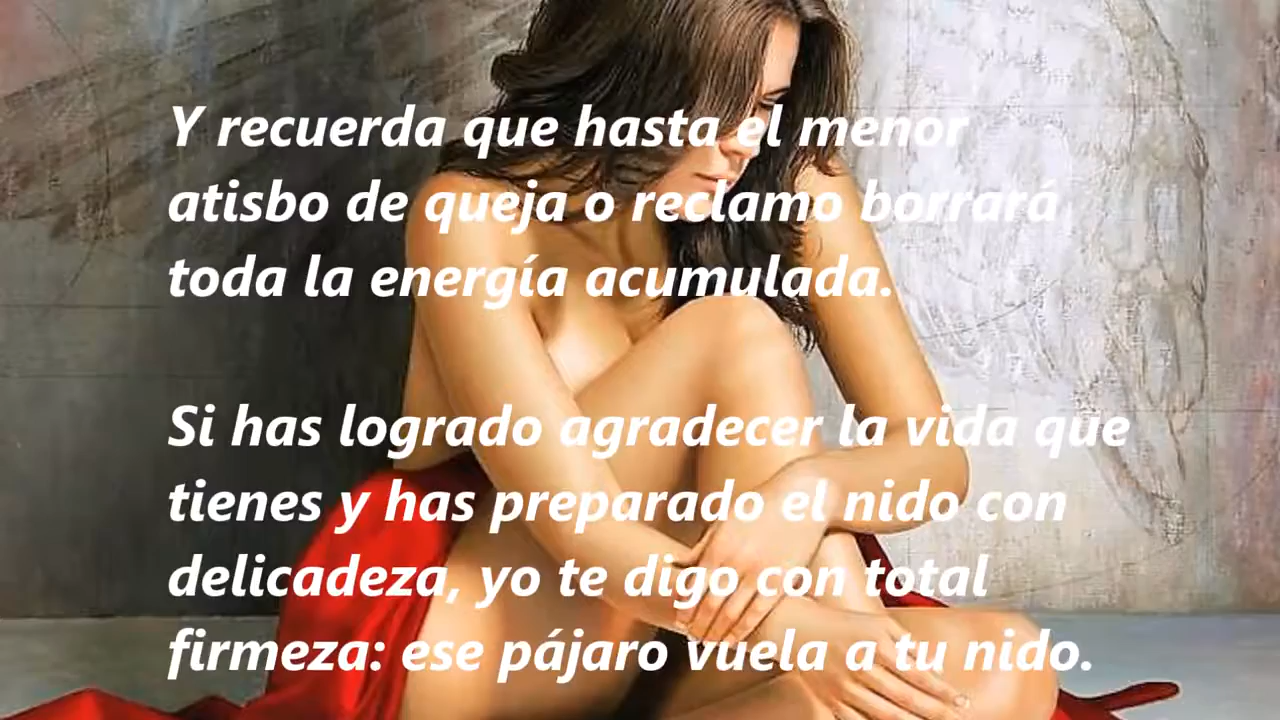 Y recuerda que hasta el menor
atisbo de queja o reclamo borrará
toda la energía acumulada.
Si has logrado agradecer la vida que
tienes y has preparado el nido con
delicadeza, yo te digo con total
firmeza: ese pájaro vuela a tu nido.